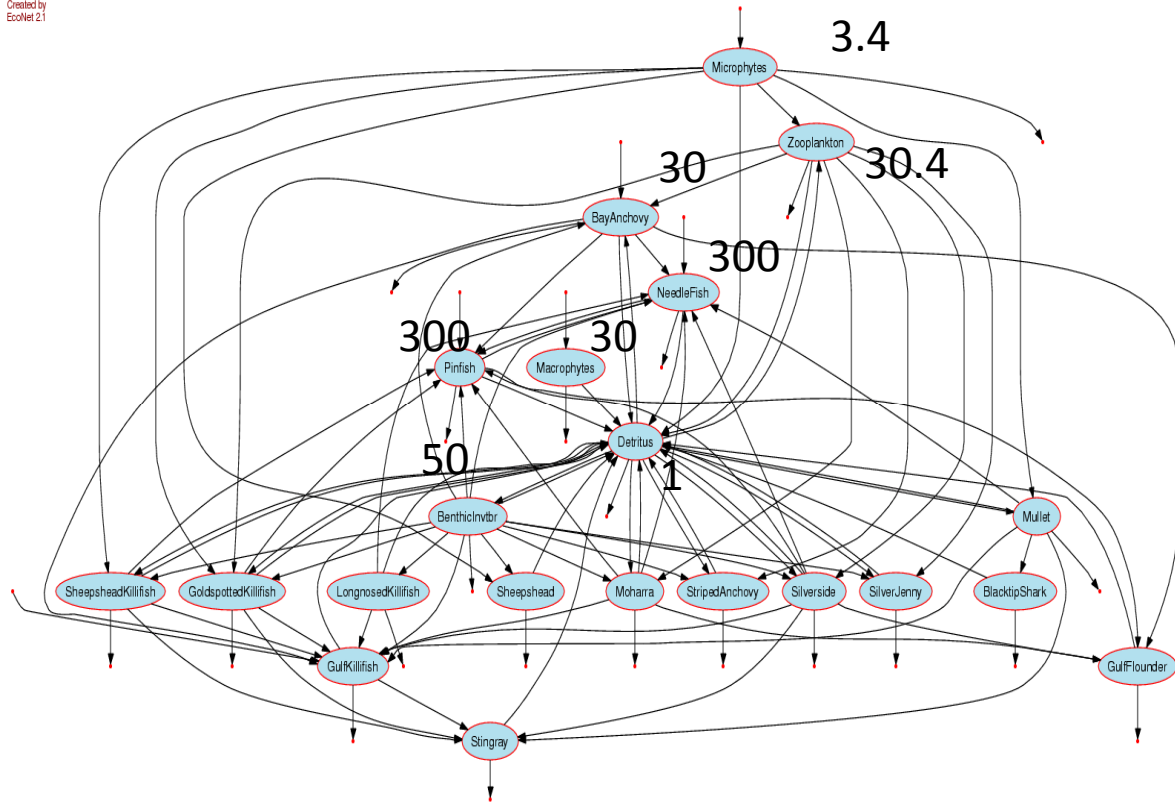 Created by
EcoNet 2.1
3.4
Microphytes
Zooplankton
30.4
30
BayAnchovy
300
NeedleFish
300
30
Pinfish
Macrophytes
Detritus
50
1
BenthicInvtbr
Mullet
SheepsheadKillifish
GoldspottedKillifish
LongnosedKillifish
Sheepshead
Moharra
StripedAnchovy
Silverside
SilverJenny
BlacktipShark
GulfKillifish
GulfFlounder
Stingray